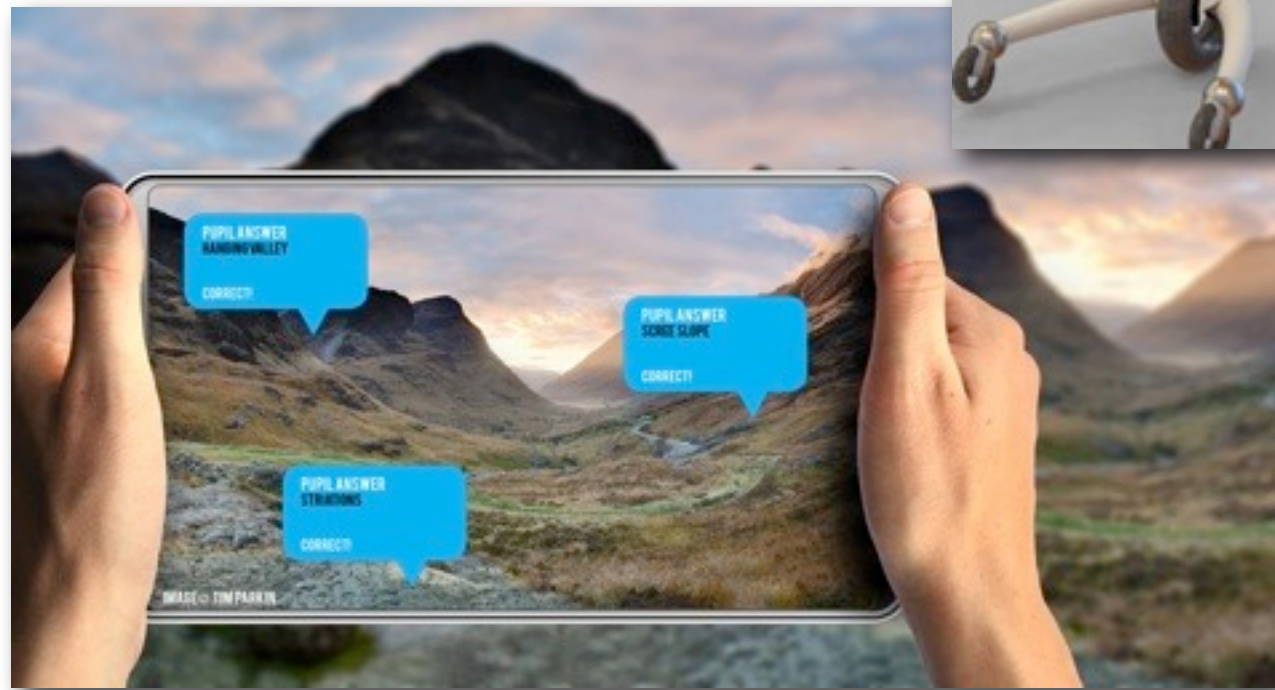 PUPIL ANSWER
HANGING VALLEY
CORRECT!
PUPIL ANSWER
SCREE SLOPE
CORRECT!
PUPIL ANSWER
STRIATIONS
CORRECT!
IMAGE © TIM PARKIN